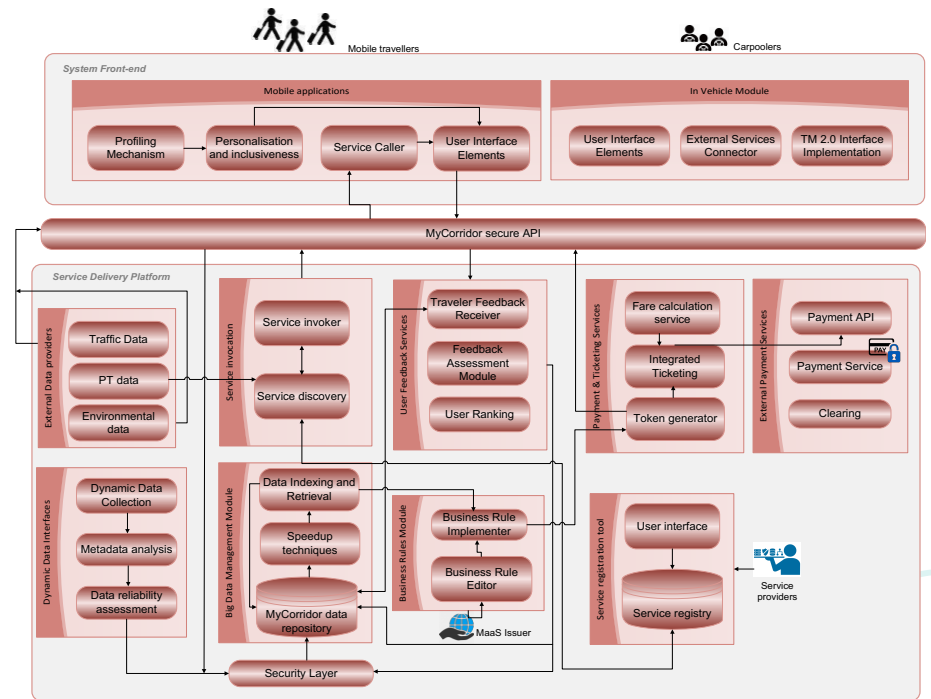 Mobile travellers
Carpoolers
System Front-end
Mobile applications
Profiling
Mechanism
Personalisation
and inclusiveness
Service Caller
User Interface
Elements
In Vehicle Module
User Interface
Elements
External Services
Connector
TM 2.0 Interface
Implementation
MyCorridor secure API
Service Delivery Platform
External Data providers
Traffic Data
PT data
Environmental
data
Service invocation
Service invoker
Service discovery
User Feedback Services
Traveler Feedback
Receiver
Feedback
Assessment
Module
User Ranking
Payment & Ticketing Services
Fare calculation
service
Integrated
Ticketing
Token generator
External Payment Services
Payment API
PAY
Payment Service
Clearing
Dynamic Data Interfaces
Dynamic Data
Collection
Metadata analysis
Data reliability
assessment
Big Data Management Module
Data Indexing and
Retrieval
Speedup
techniques
MyCorridor data
repository
Business Rules Module
Business Rule
Implementer
Business Rule
Editor
MaaS Issuer
Service registration tool
User interface
Service registry
Service
providers
Security Layer